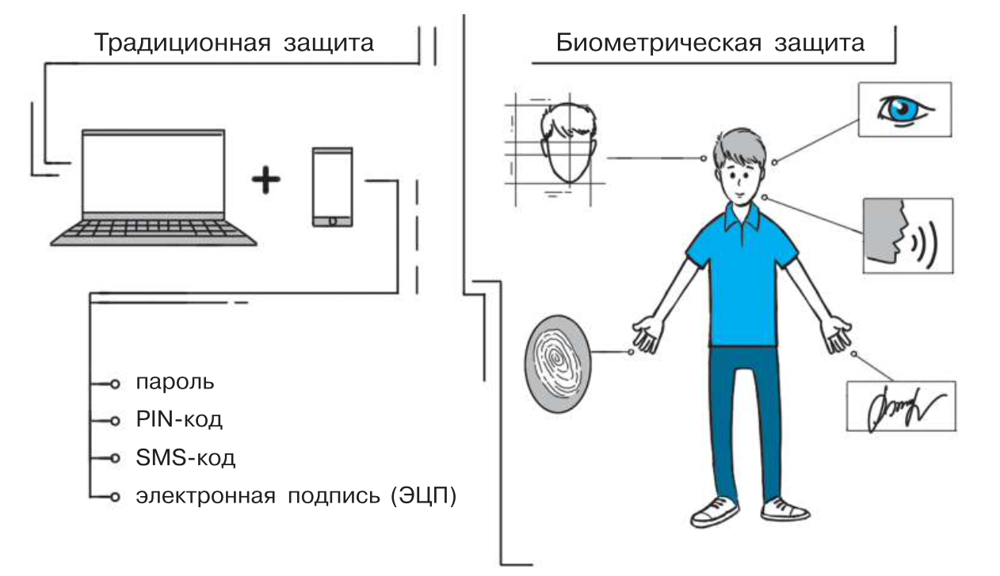 Традиционная защита
Биометрическая защита
пароль
PIN-код
SMS-код
электронная подпись (ЭЦП)